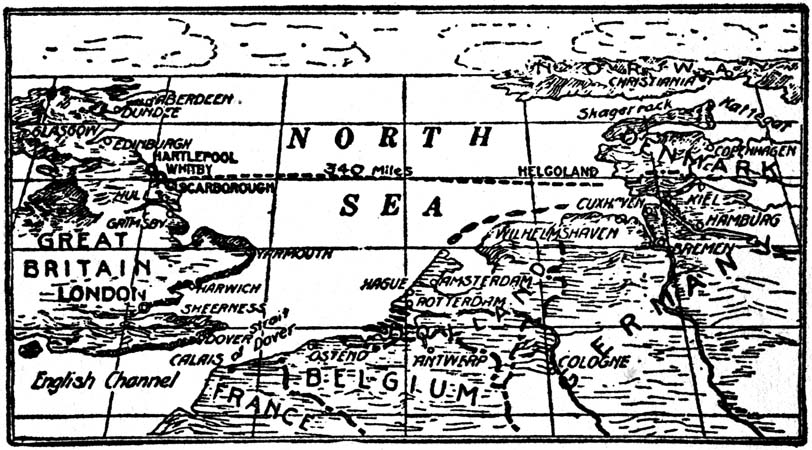 NORWAY
CHRISTIANIA
ABERDEEN
DUNDEE
Skager rack
Kattegat
GLASGOW
EDINBURGH
NORTH
COPENHAGEN
HARTLEPOOL
DENMARK
WHITBY
340 Miles
HELGOLAND
SCARBOROUGH
HULL
SEA
CUXHAVEN
KIEL
GRIMSBY
HAMBURG
WILHELMSHAVEN
GREAT
BRITAIN
BREMEN
YARMOUTH
LONDON
HARWICH
HAGUE
AMSTERDAM
GERMANY
SHEERNESS
ROTTERDAM
HOLLAND
DOVER
Strait
of Dover
CALAIS
OSTEND
ANTWERP
COLOGNE
English Channel
BELGIUM
FRANCE